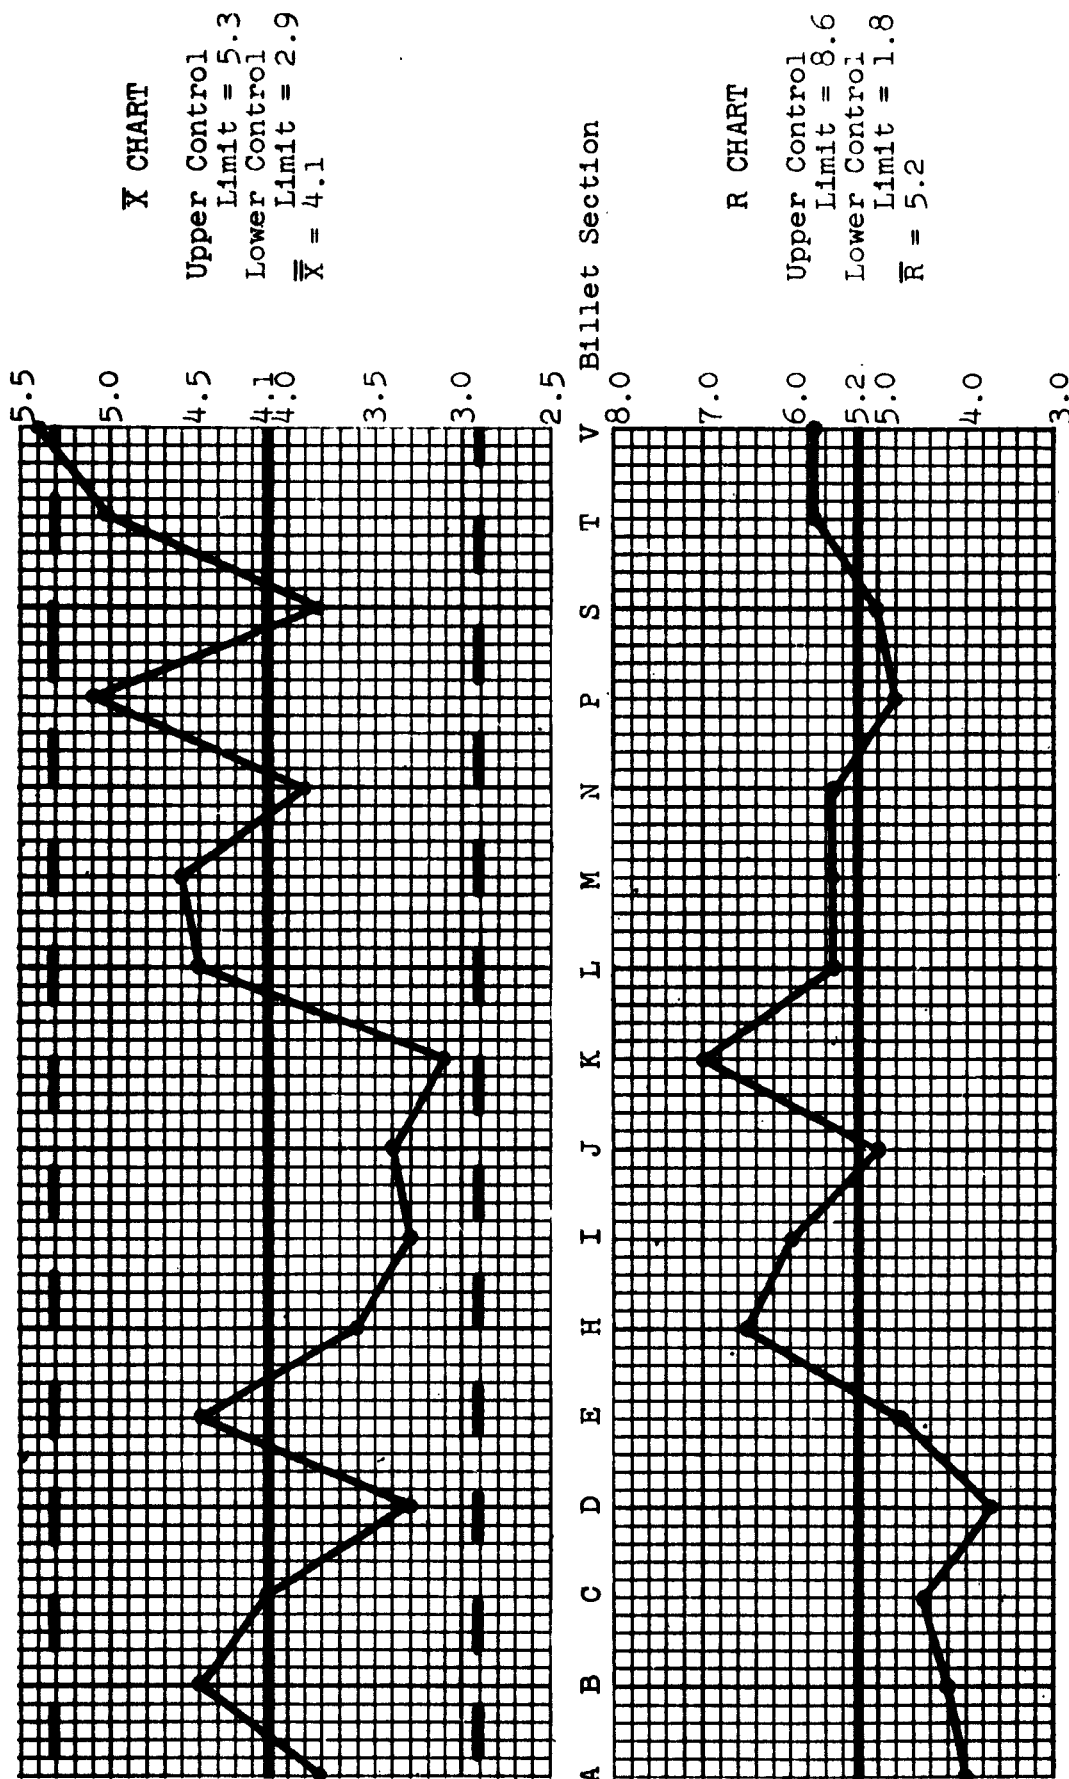 X̄ CHART
Upper Control
Limit = 5.3
Lower Control
Limit = 2.9
X̿ = 4.1
5.5
5.0
4.5
4.1
4.0
3.5
3.0
2.5
Billet Section
A B C D E H I J K L M N P S T V
R CHART
Upper Control
Limit = 8.6
Lower Control
Limit = 1.8
R̄ = 5.2
8.0
7.0
6.0
5.2
5.0
4.0
3.0